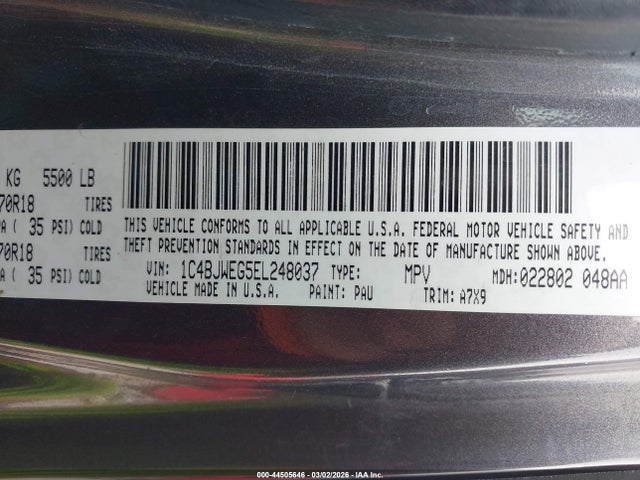 KG 5500 LB
70R18 TIRES
A ( 35 PSI) COLD
70R18 TIRES
A ( 35 PSI) COLD
THIS VEHICLE CONFORMS TO ALL APPLICABLE U.S.A. FEDERAL MOTOR VEHICLE SAFETY AND
THEFT PREVENTION STANDARDS IN EFFECT ON THE DATE OF MANUFACTURE SHOWN ABOVE.
VIN: 1C4BJWEG5EL248037 TYPE: MPV MDH:022802 048AA
VEHICLE MADE IN U.S.A. PAINT: PAU TRIM: A7X9
000-44505646 - 03/02/2026 - IAA Inc.